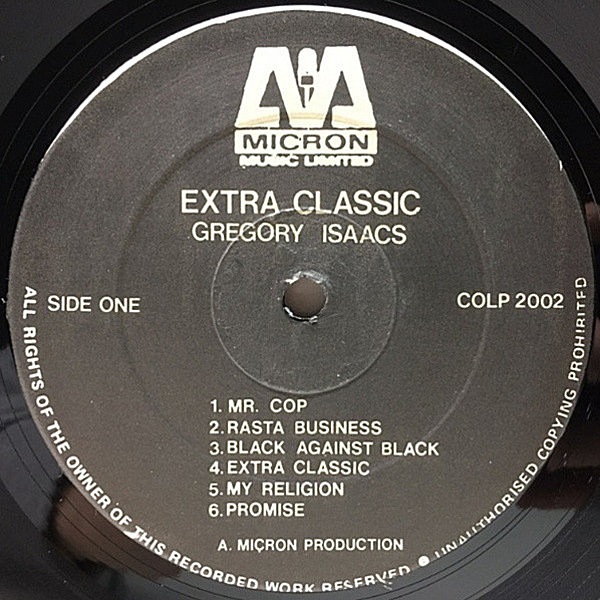 MICRON
MUSIC LIMITED
EXTRA CLASSIC
GREGORY ISAACS
SIDE ONE
COLP 2002
1. MR. COP
2. RASTA BUSINESS
3. BLACK AGAINST BLACK
4. EXTRA CLASSIC
5. MY RELIGION
6. PROMISE
A. MICRON PRODUCTION
ALL RIGHTS OF THE OWNER OF THIS RECORDED WORK RESERVED ● UNAUTHORISED COPYING PROHIBITED